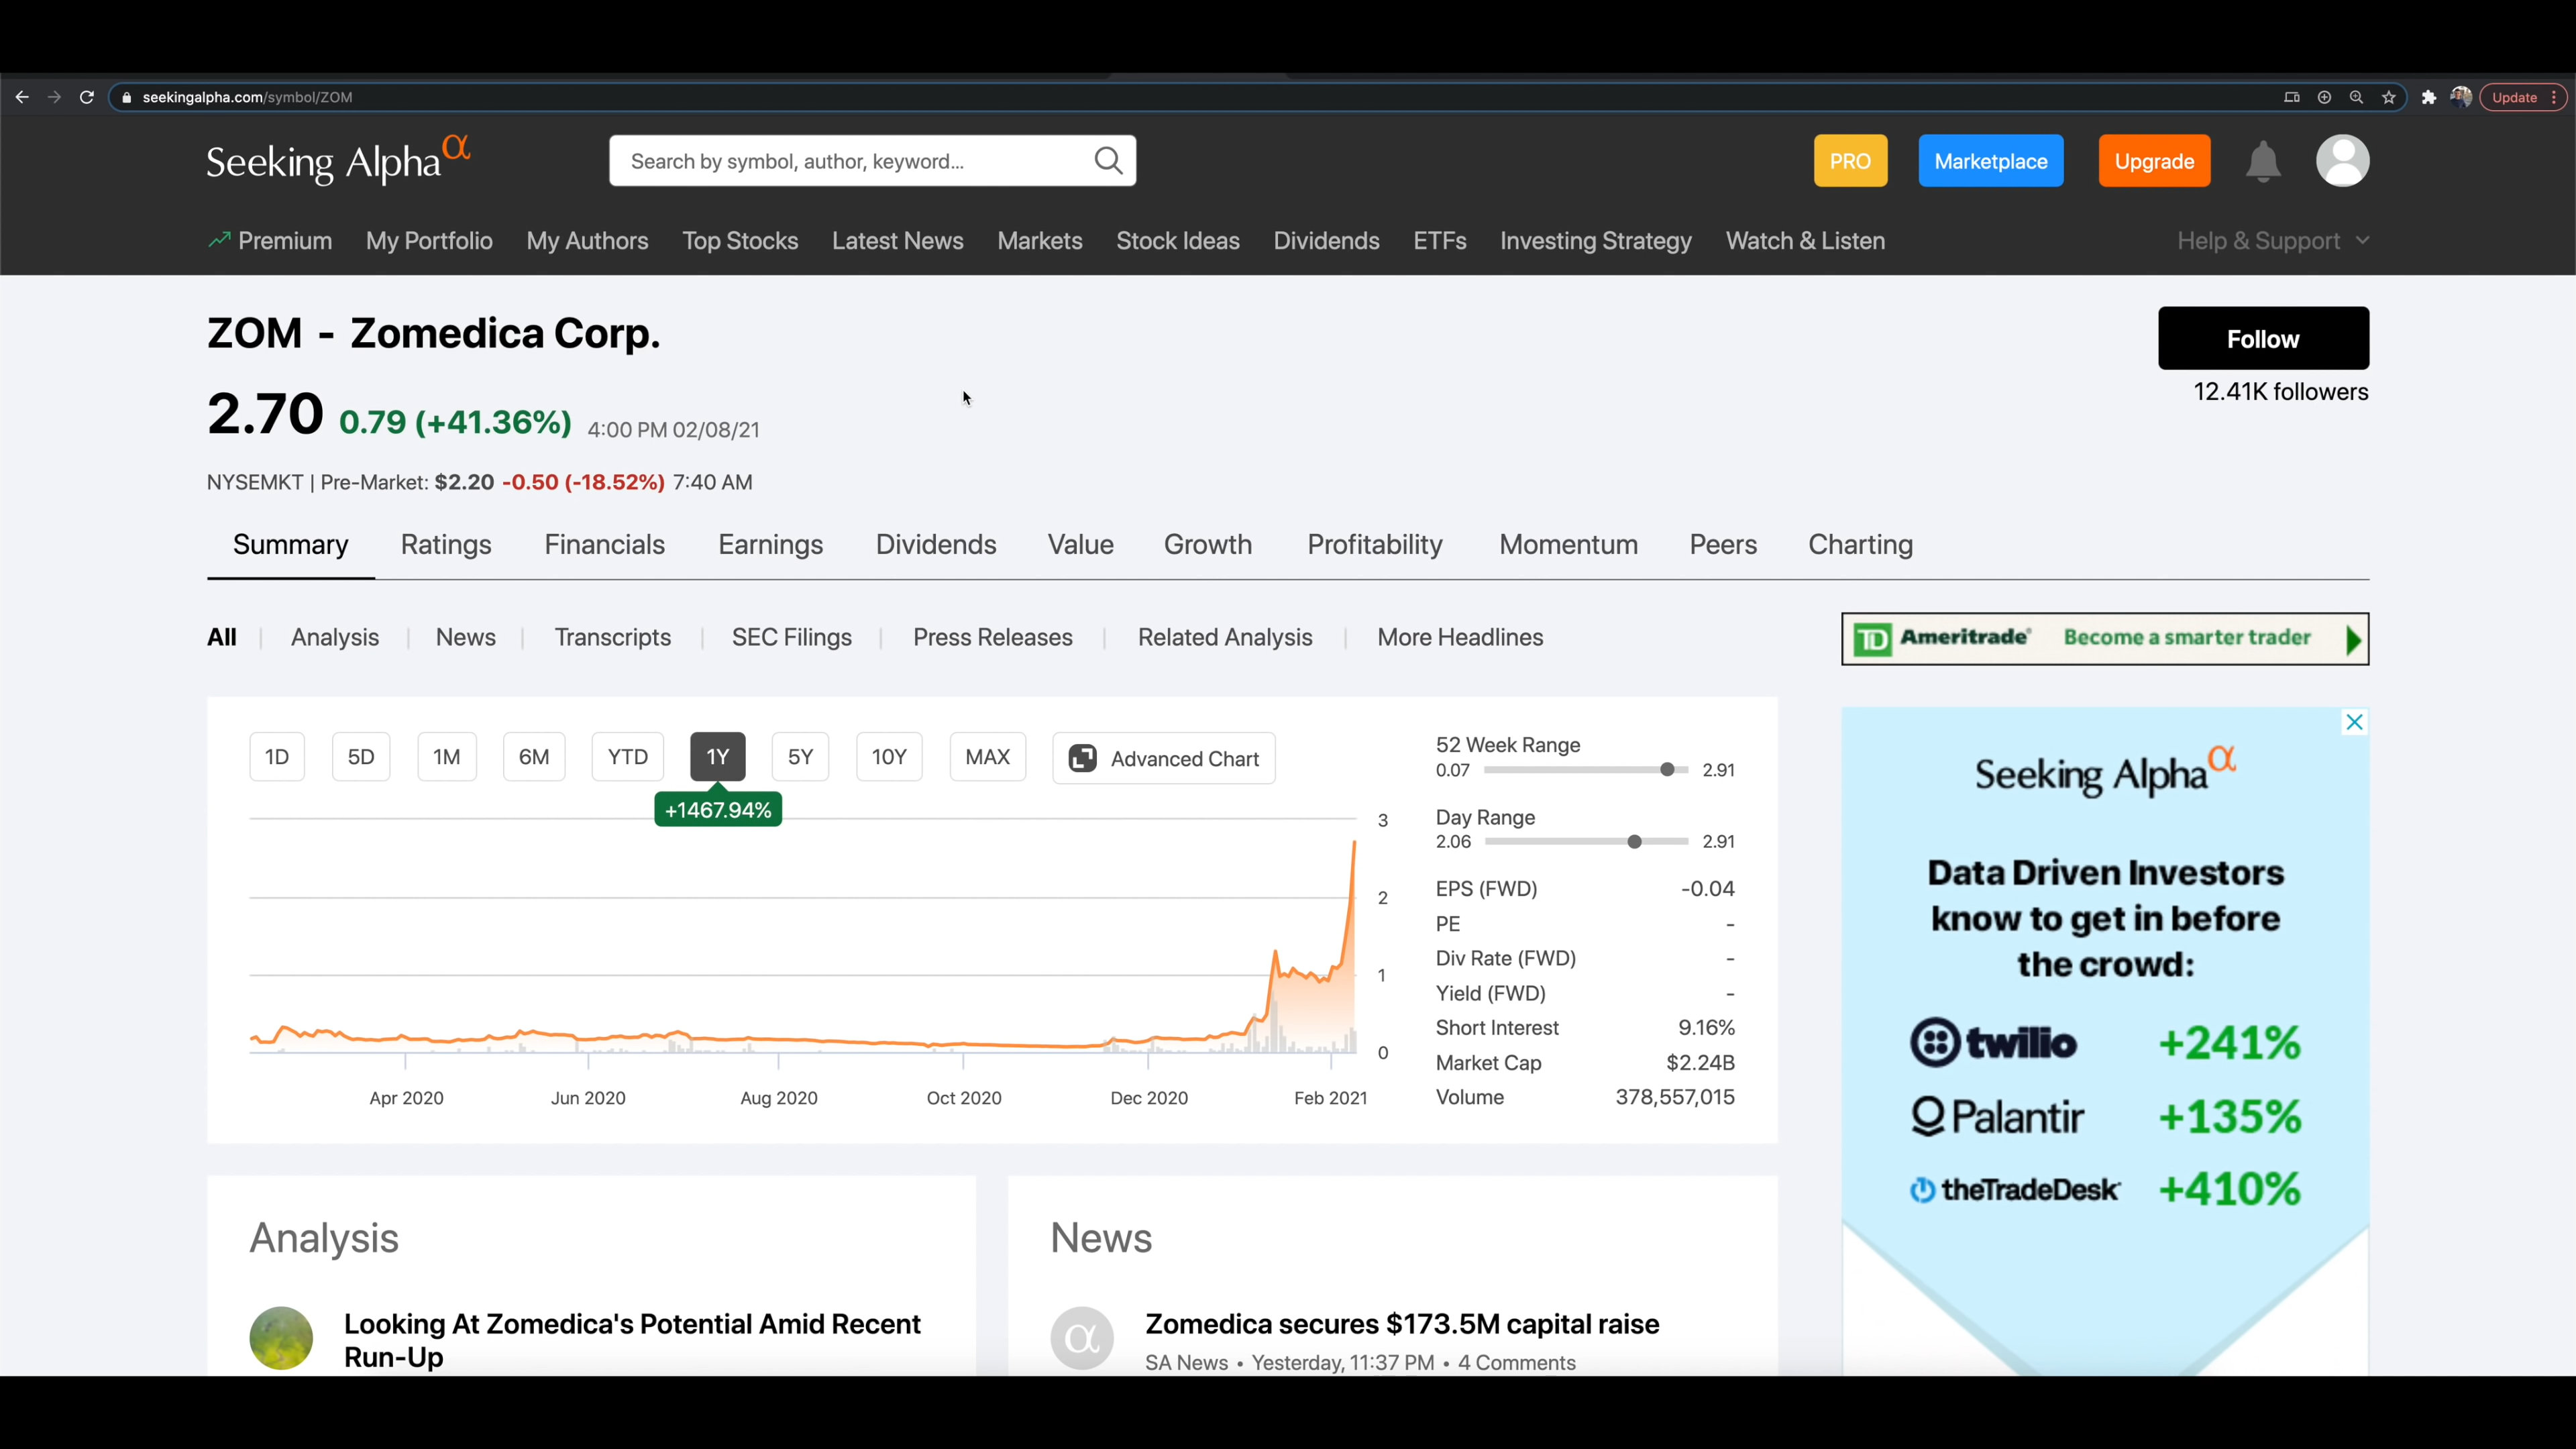 seekingalpha.com/symbol/ZOM
Update
Seeking Alpha α
Search by symbol, author, keyword...
PRO
Marketplace
Upgrade
Premium My Portfolio My Authors Top Stocks Latest News Markets Stock Ideas Dividends ETFs Investing Strategy Watch & Listen Help & Support
ZOM - Zomedica Corp.
Follow
12.41K followers
2.70 0.79 (+41.36%) 4:00 PM 02/08/21
NYSEMKT | Pre-Market: $2.20 -0.50 (-18.52%) 7:40 AM
Summary Ratings Financials Earnings Dividends Value Growth Profitability Momentum Peers Charting
All | Analysis | News | Transcripts | SEC Filings | Press Releases | Related Analysis | More Headlines
TD Ameritrade® Become a smarter trader
1D 5D 1M 6M YTD 1Y 5Y 10Y MAX Advanced Chart
+1467.94%
3
2
1
0
Apr 2020 Jun 2020 Aug 2020 Oct 2020 Dec 2020 Feb 2021
52 Week Range
0.07 2.91
Day Range
2.06 2.91
EPS (FWD) -0.04
PE -
Div Rate (FWD) -
Yield (FWD) -
Short Interest 9.16%
Market Cap $2.24B
Volume 378,557,015
Seeking Alpha α
Data Driven Investors
know to get in before
the crowd:
twilio +241%
Palantir +135%
theTradeDesk +410%
Analysis
Looking At Zomedica's Potential Amid Recent
Run-Up
News
α
Zomedica secures $173.5M capital raise
SA News • Yesterday, 11:37 PM • 4 Comments